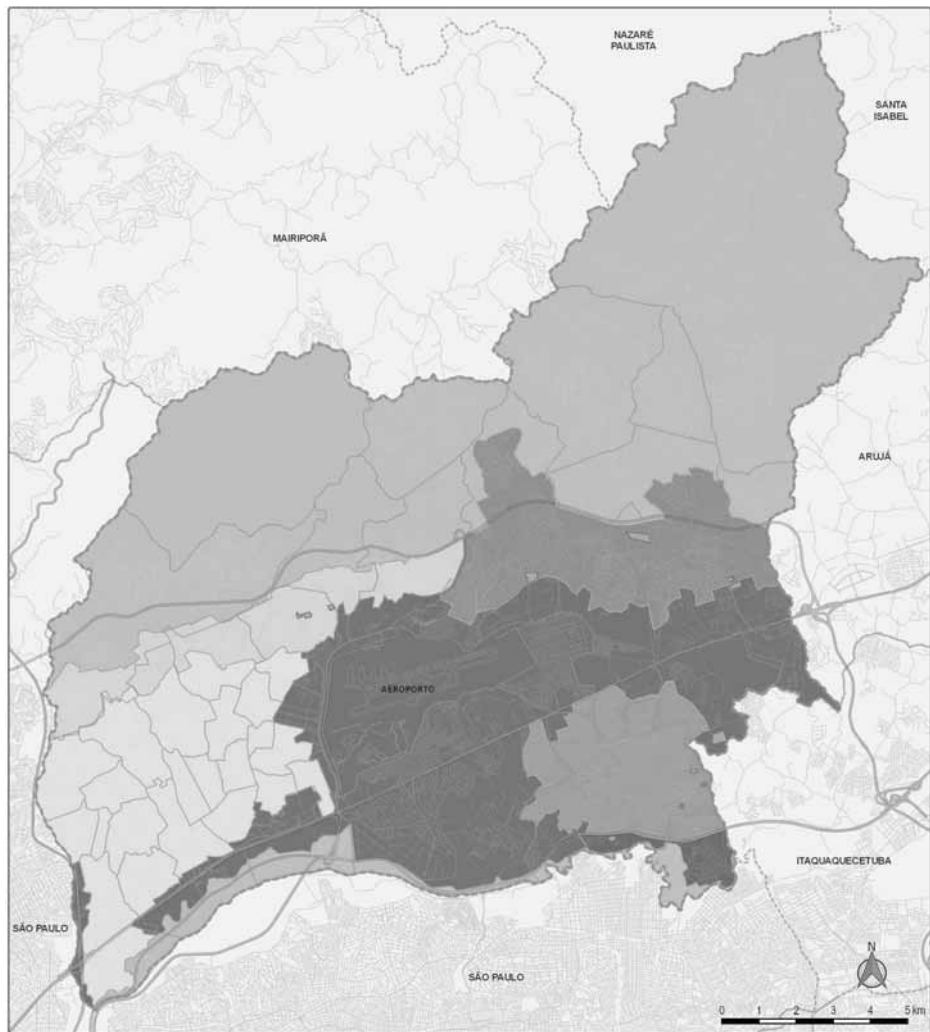 NAZARÉ
PAULISTA
SANTA
ISABEL
MAIRIPORÃ
ARUJÁ
AEROPORTO
ITAQUAQUECETUBA
SÃO PAULO
SÃO PAULO
N
0 1 2 3 4 5 km